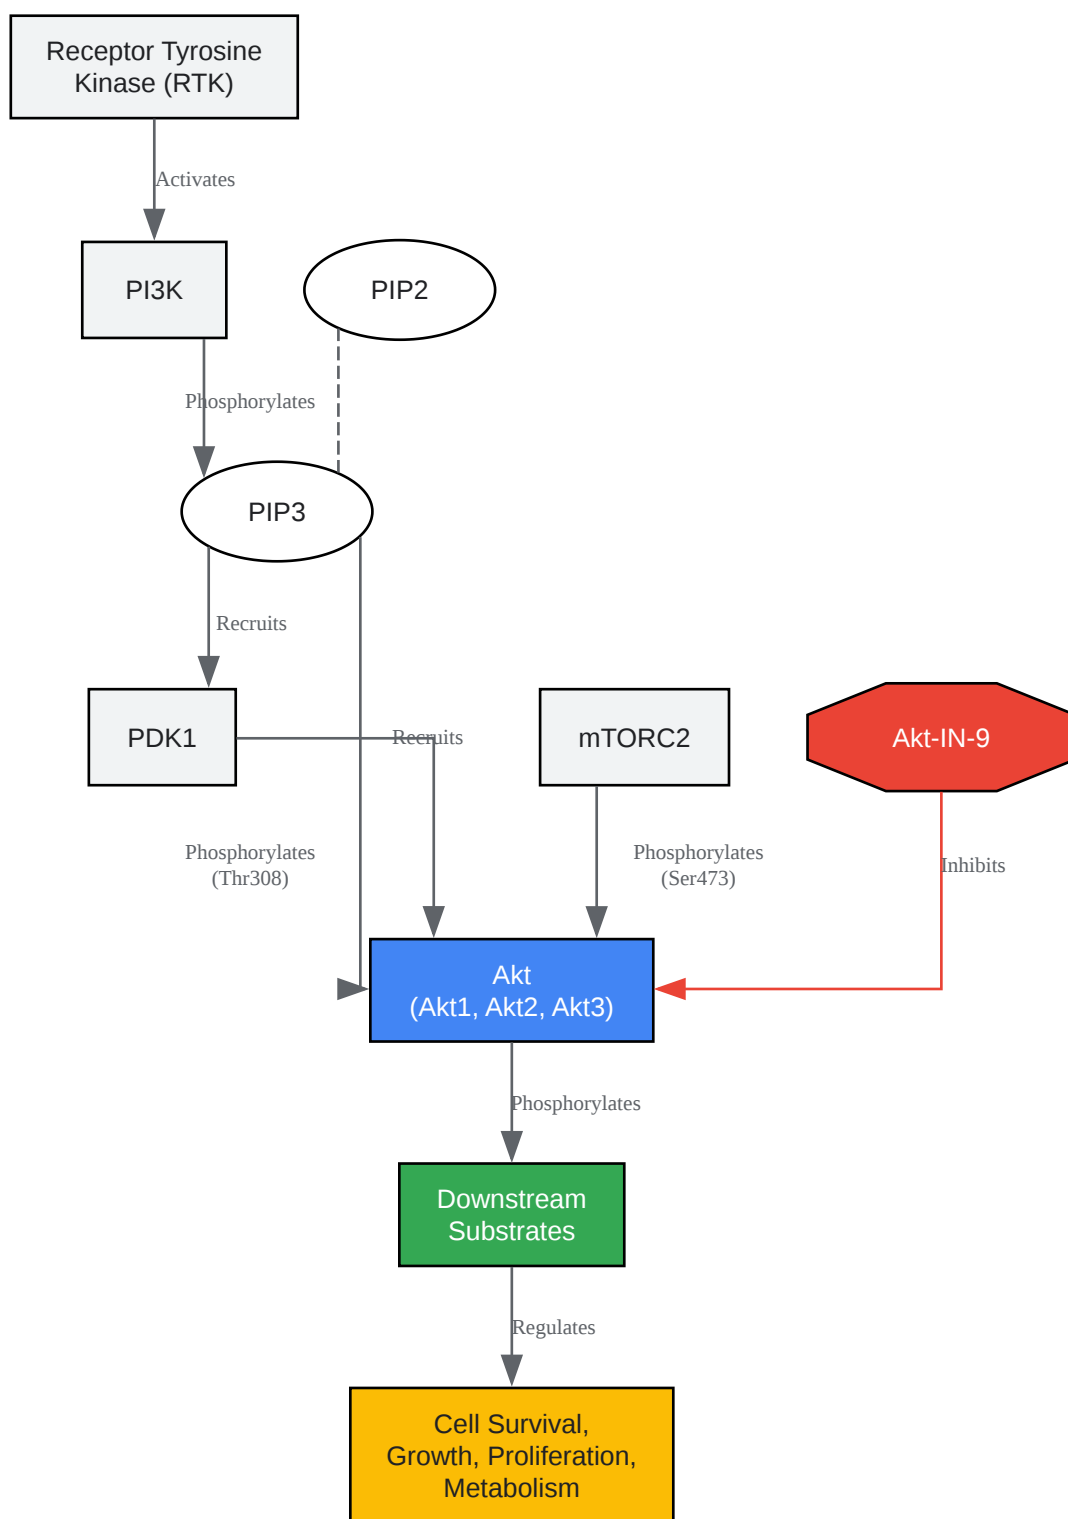 Receptor Tyrosine
Kinase (RTK)
Activates
PI3K
PIP2
Phosphorylates
PIP3
Recruits
PDK1
Recruits
mTORC2
Akt-IN-9
Phosphorylates
(Thr308)
Phosphorylates
(Ser473)
Inhibits
Akt
(Akt1, Akt2, Akt3)
Phosphorylates
Downstream
Substrates
Regulates
Cell Survival,
Growth, Proliferation,
Metabolism